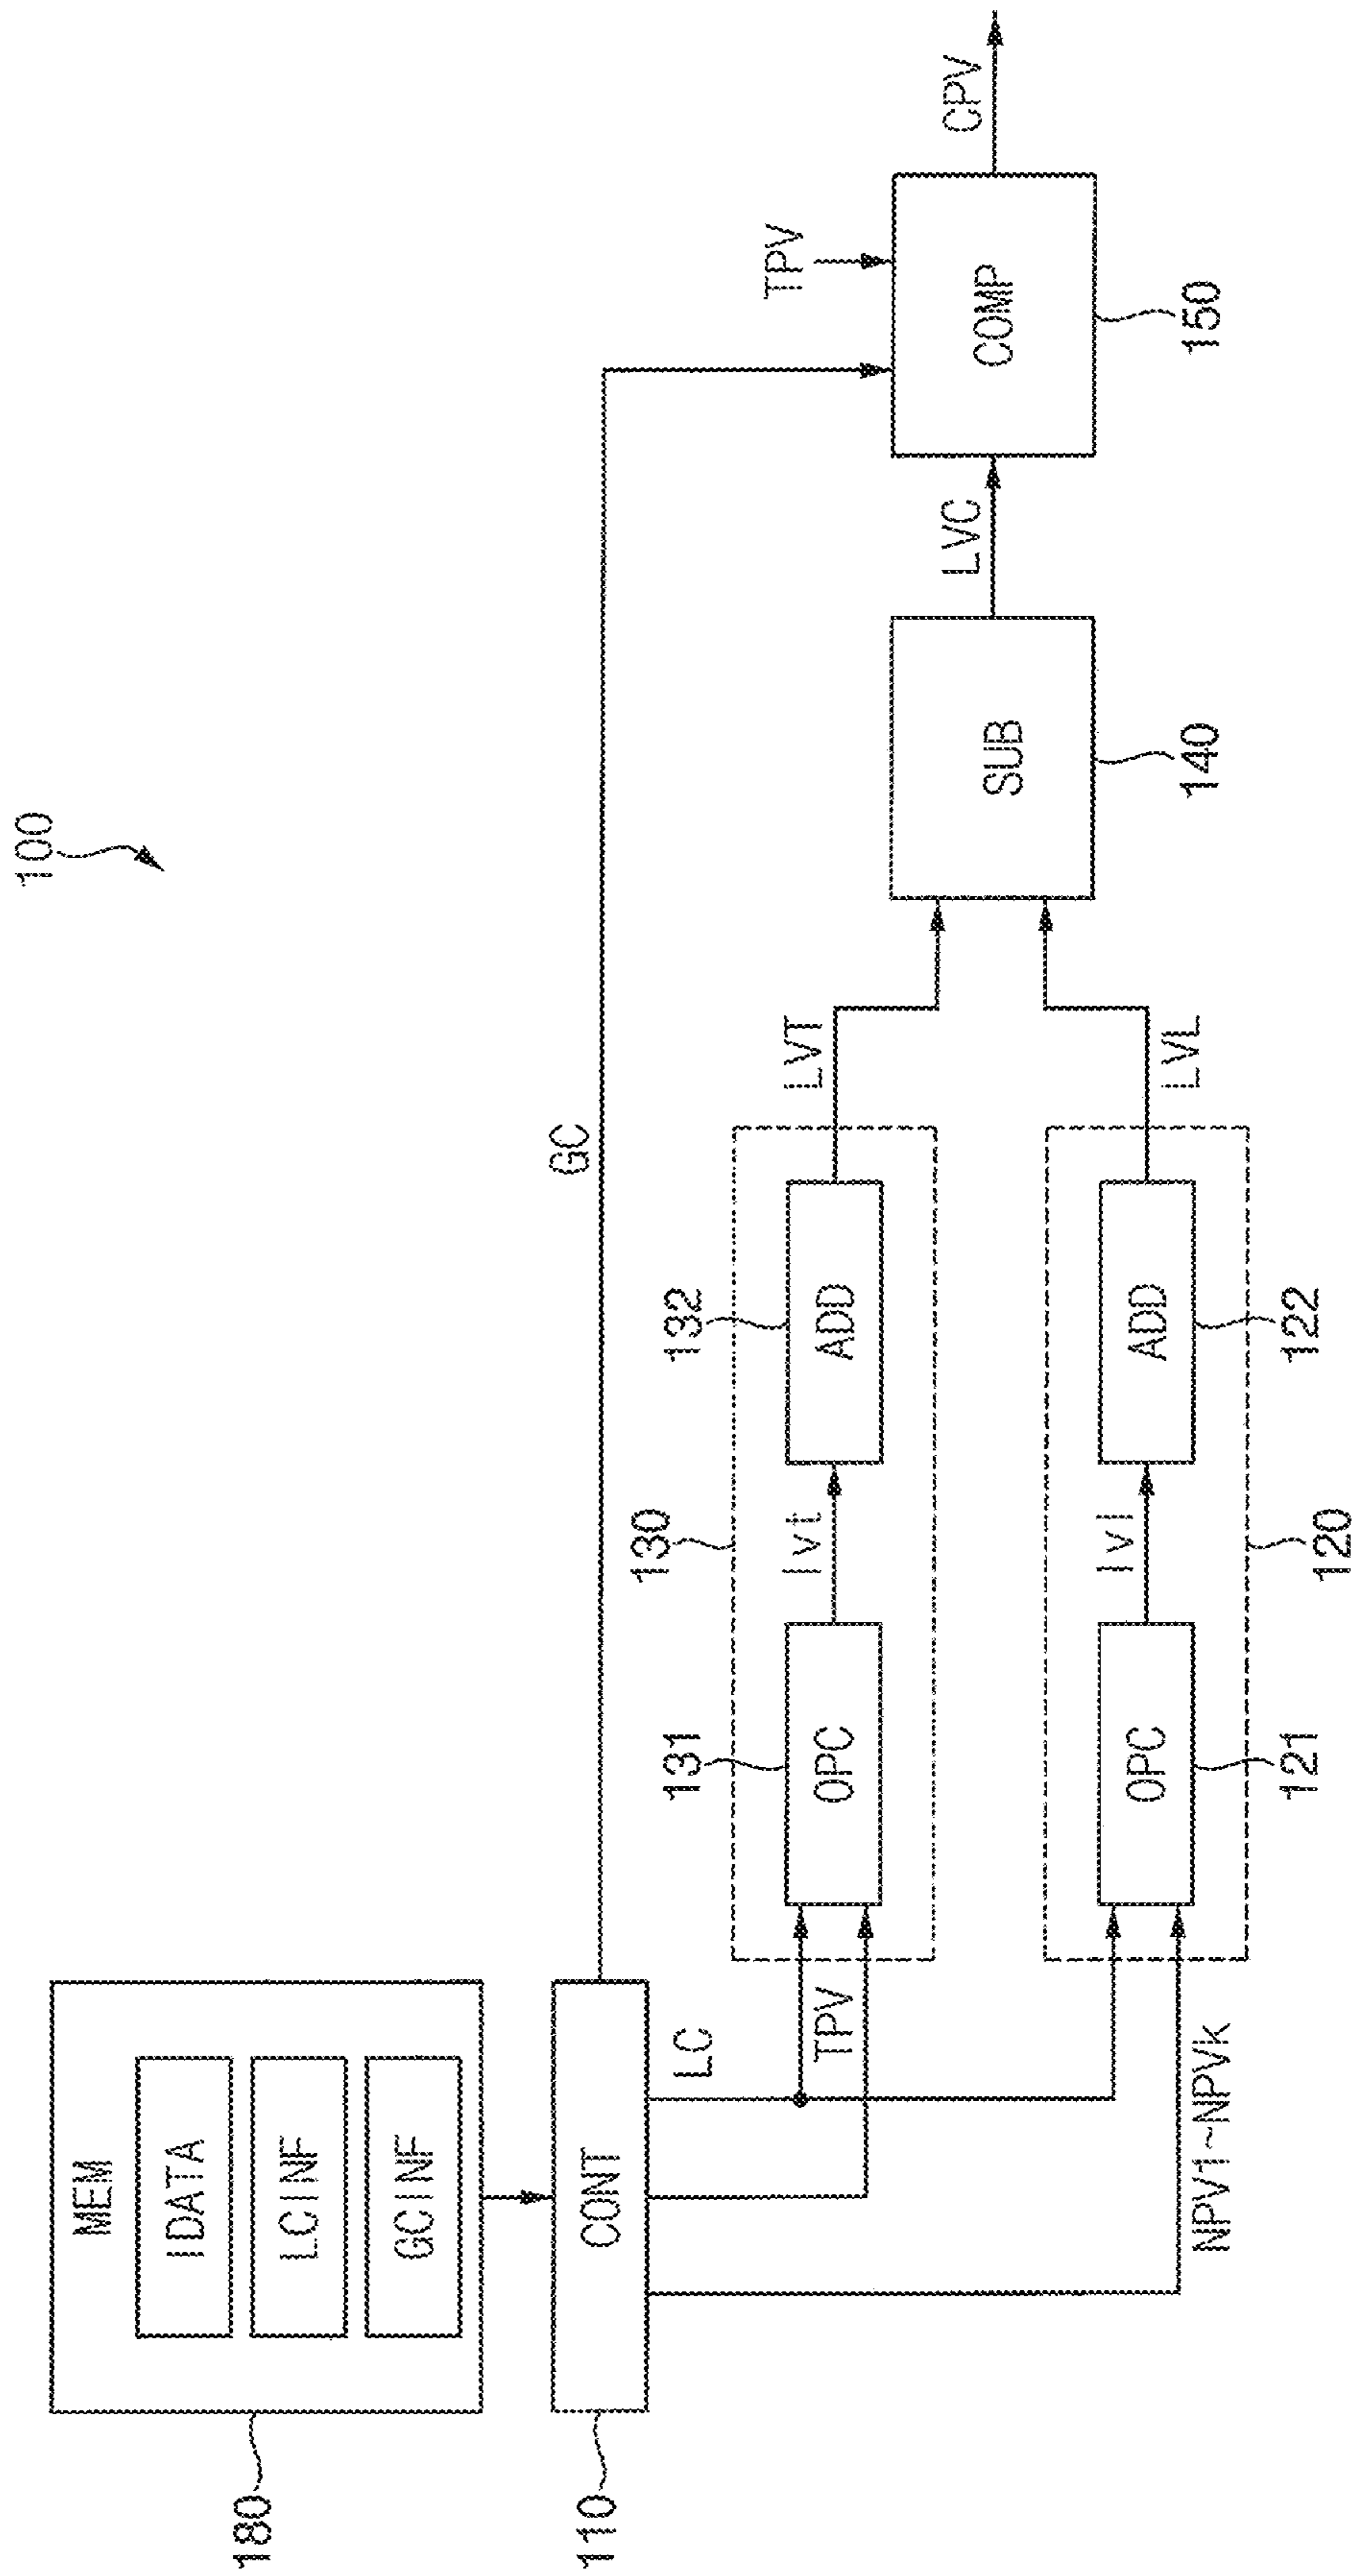 100
180
MEM
IDATA
LCINF
GCINF
110
CONT
GC
LC
TPV
NPV1~NPVk
130
131
OPC
lvt
132
ADD
LVT
120
121
OPC
lvl
122
ADD
LVL
SUB
140
LVC
TPV
COMP
150
CPV